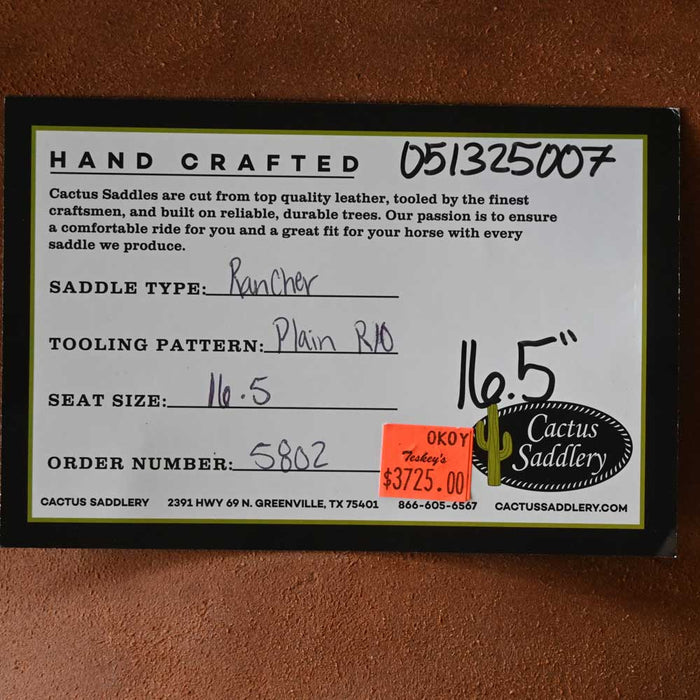 HAND CRAFTED
051325007
Cactus Saddles are cut from top quality leather, tooled by the finest
craftsmen, and built on reliable, durable trees. Our passion is to ensure
a comfortable ride for you and a great fit for your horse with every
saddle we produce.
SADDLE TYPE: Rancher
TOOLING PATTERN: Plain R/O
16.5"
SEAT SIZE: 16.5
ORDER NUMBER: 5802
OKOY
Teskey's
$3725.00
Cactus
Saddlery
CACTUS SADDLERY 2391 HWY 69 N. GREENVILLE, TX 75401 866-605-6567 CACTUSSADDLERY.COM